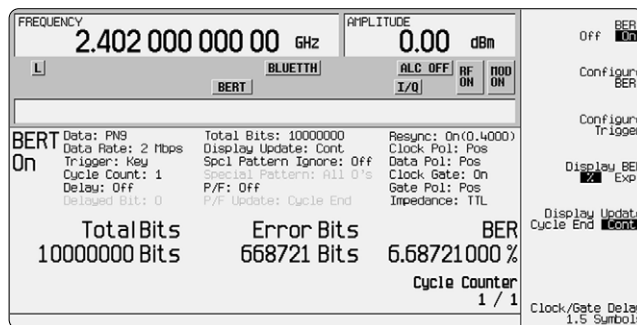 FREQUENCY
2.402 000 000 00 GHz
AMPLITUDE
0.00 dBm
L
BLUETTH
ALC OFF
RF ON
MOD ON
BERT
I/Q
BERT On
Data: PN9
Data Rate: 2 Mbps
Trigger: Key
Cycle Count: 1
Delay: Off
Delayed Bit: 0
Total Bits: 10000000
Display Update: Cont
Spcl Pattern Ignore: Off
Special Pattern: All 0's
P/F: Off
P/F Update: Cycle End
Resync: On(0.4000)
Clock Pol: Pos
Data Pol: Pos
Clock Gate: On
Gate Pol: Pos
Impedance: TTL
Total Bits
10000000 Bits
Error Bits
668721 Bits
BER
6.68721000 %
Cycle Counter
1 / 1
BER
Off On
Configure
BER
Configure
Trigger
Display BER
% Exp
Display Update
Cycle End Cont
Clock/Gate Delay
1.5 Symbols